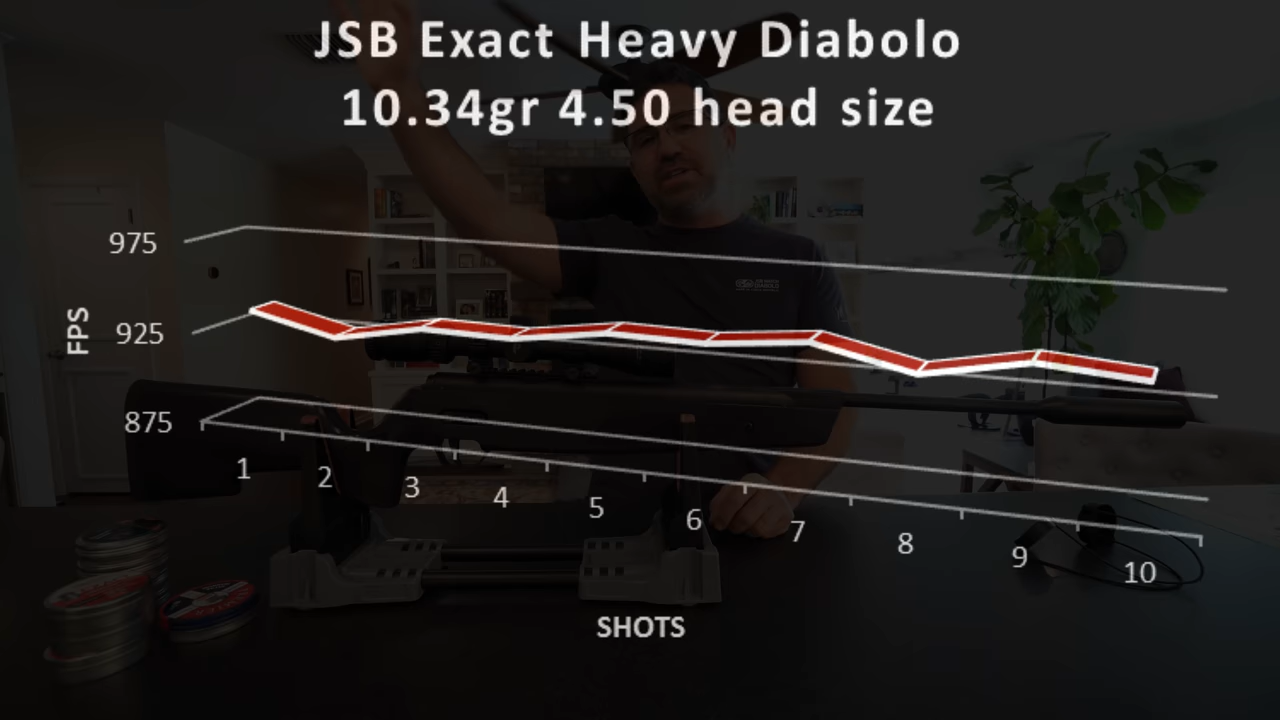 JSB Exact Heavy Diabolo
10.34gr 4.50 head size
975
925
875
FPS
1 2 3 4 5 6 7 8 9 10
SHOTS